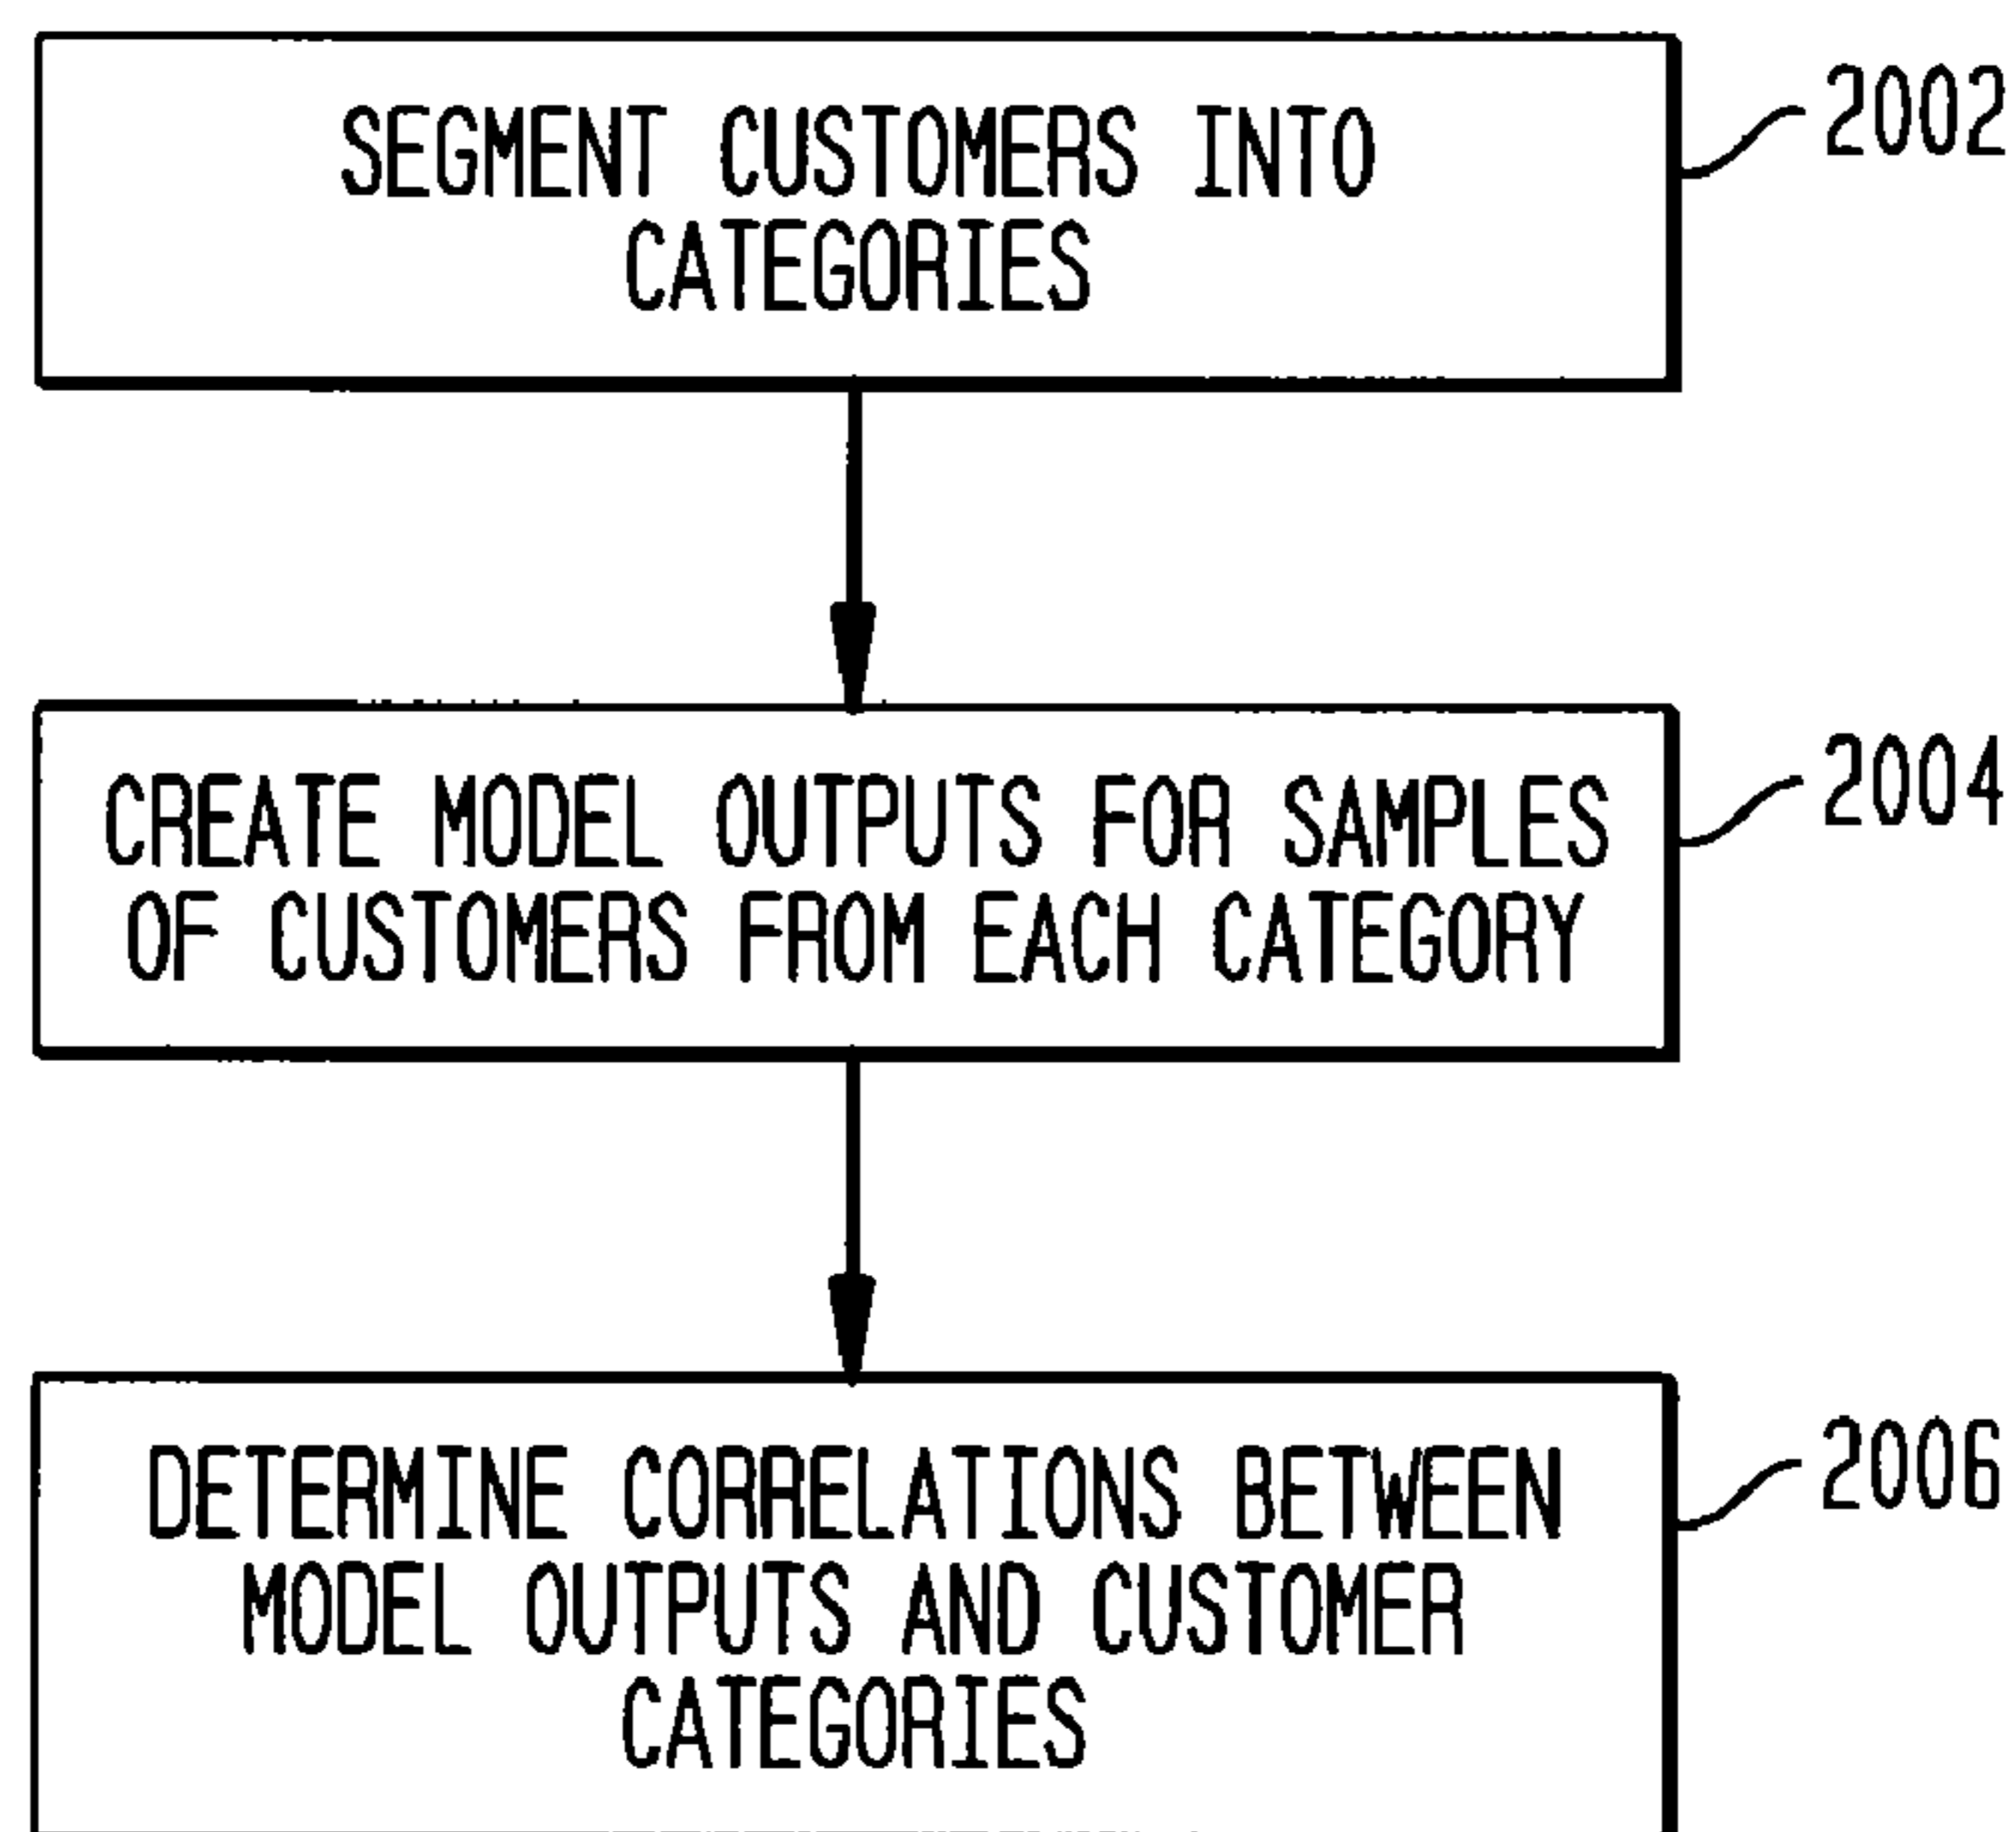 SEGMENT CUSTOMERS INTO
CATEGORIES
2002
CREATE MODEL OUTPUTS FOR SAMPLES
OF CUSTOMERS FROM EACH CATEGORY
2004
DETERMINE CORRELATIONS BETWEEN
MODEL OUTPUTS AND CUSTOMER
CATEGORIES
2006